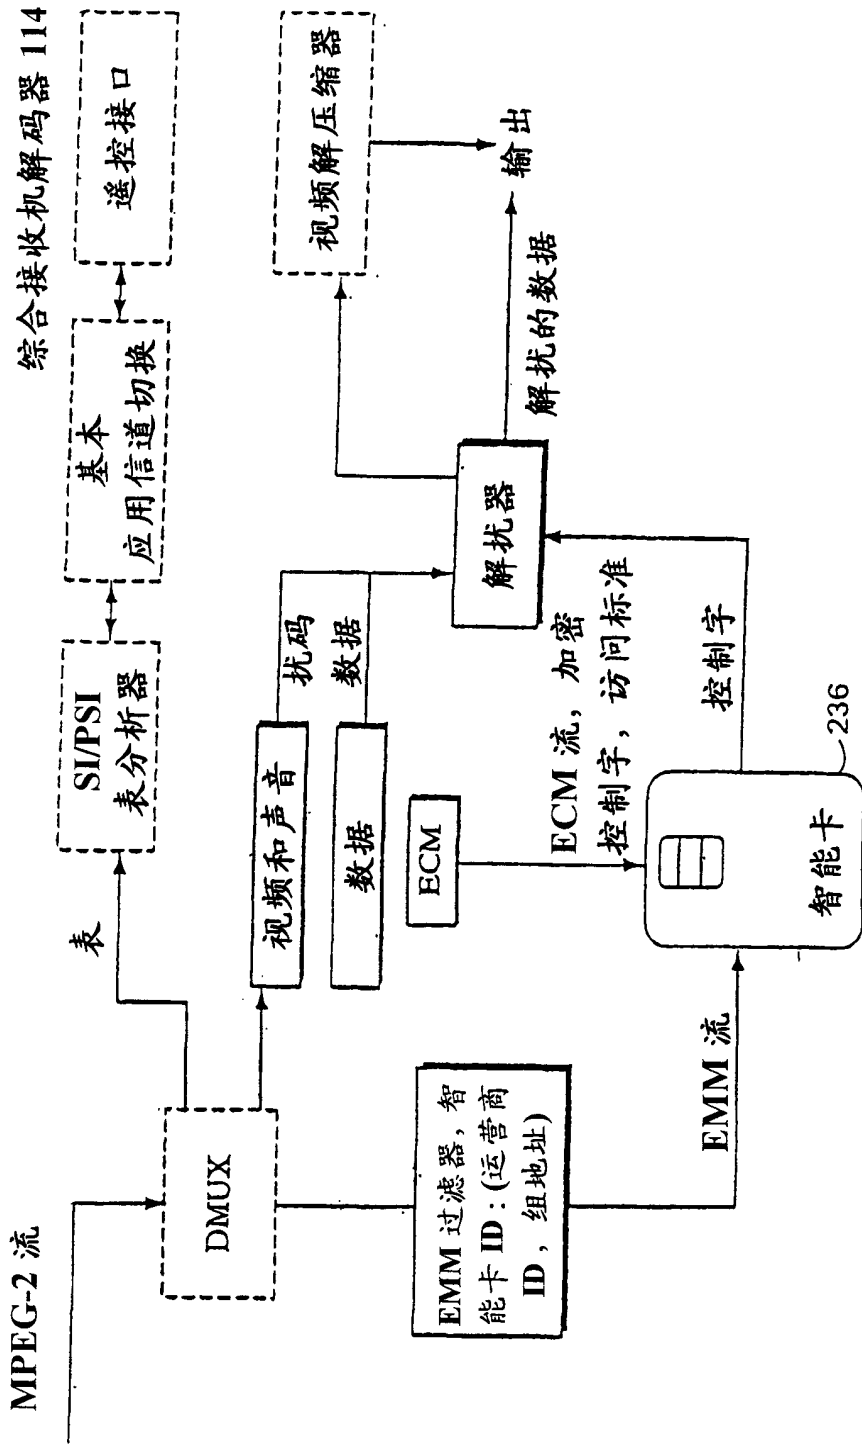 综合接收机解码器 114
MPEG-2 流
DMUX
表
SI/PSI
表分析器
基本
应用信道切换
遥控接口
视频和声音
数据
扰码
数据
ECM
解扰器
视频解压缩器
解扰的数据
输出
EMM 过滤器，智
能卡 ID：(运营商
ID，组地址)
EMM 流
ECM 流，加密
控制字，访问标准
控制字
智能卡
236